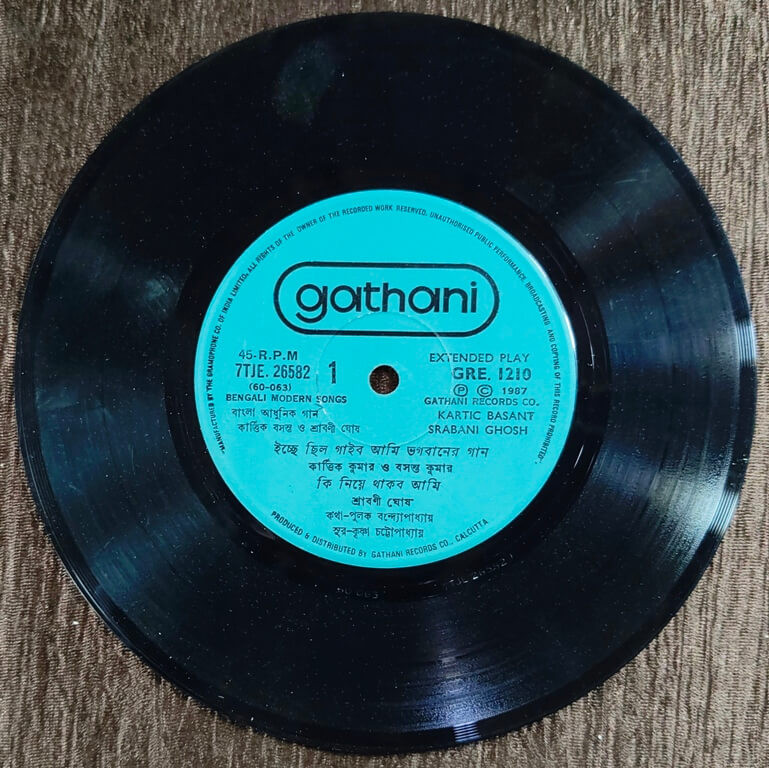 MANUFACTURED BY THE GRAMOPHONE CO. OF INDIA LIMITED. ALL RIGHTS OF THE OWNER OF THE RECORDED WORK RESERVED. UNAUTHORISED PUBLIC PERFORMANCE BROADCASTING AND COPYING OF THIS RECORD PROHIBITED.
gathani
45-R.P.M
EXTENDED PLAY
7TJE. 26582 1
GRE. 1210
(60-063)
Ⓟ © 1987
BENGALI MODERN SONGS
GATHANI RECORDS CO.
বাংলা আধুনিক গান
KARTIC BASANT
কার্ত্তিক বসন্ত ও শ্রাবণী ঘোষ
SRABANI GHOSH
ইচ্ছে ছিল গাইব আমি ভগবানের গান
কার্ত্তিক কুমার ও বসন্ত কুমার
কি নিয়ে থাকব আমি
শ্রাবণী ঘোষ
কথা-পুলক বন্দ্যোপাধ্যায়
সুর-কৃষ্ণা চট্টোপাধ্যায়
PRODUCED & DISTRIBUTED BY GATHANI RECORDS CO., CALCUTTA